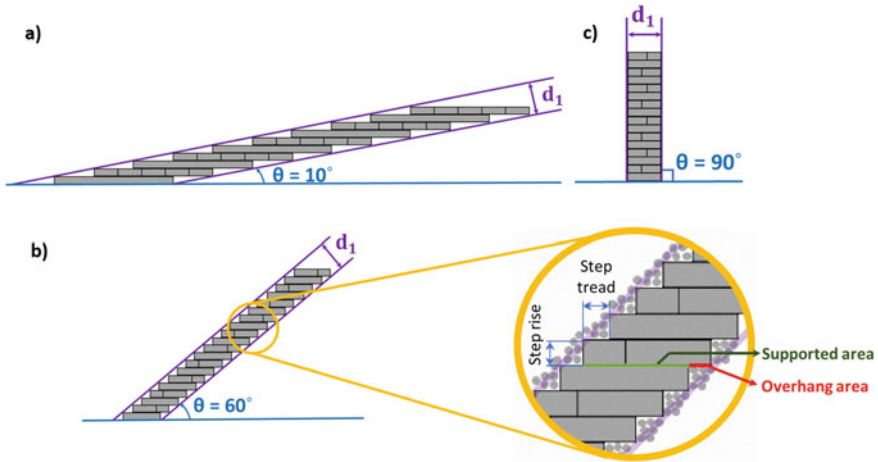 a)
d₁
θ = 10°
c)
d₁
θ = 90°
b)
d₁
θ = 60°
Step
tread
Step rise
Supported area
Overhang area